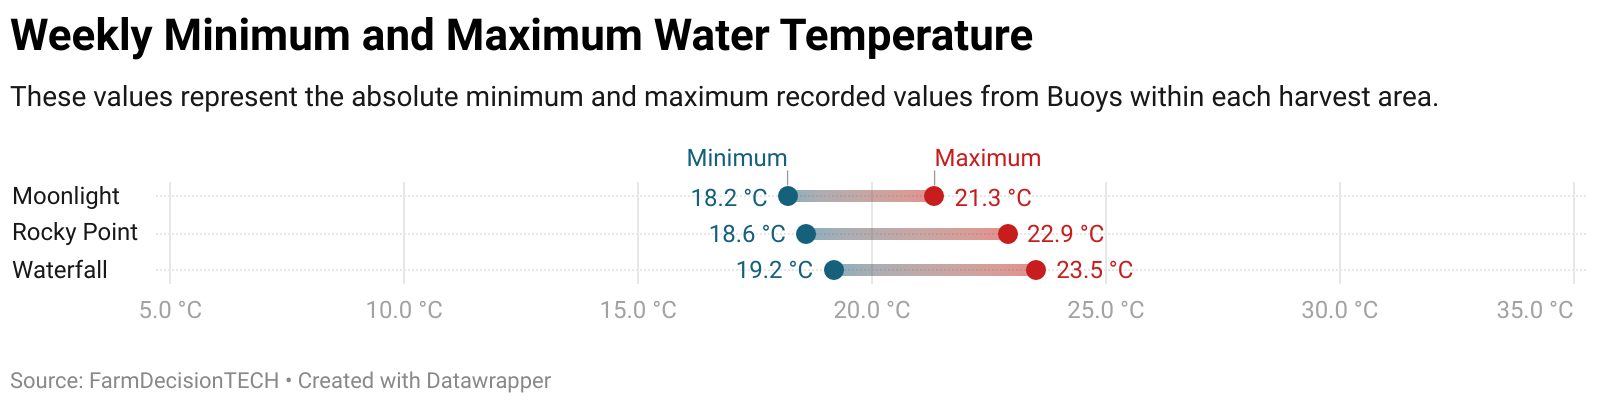 Weekly Minimum and Maximum Water Temperature
These values represent the absolute minimum and maximum recorded values from Buoys within each harvest area.
Minimum Maximum
Moonlight 18.2 °C 21.3 °C
Rocky Point 18.6 °C 22.9 °C
Waterfall 19.2 °C 23.5 °C
5.0 °C 10.0 °C 15.0 °C 20.0 °C 25.0 °C 30.0 °C 35.0 °C
Source: FarmDecisionTECH • Created with Datawrapper